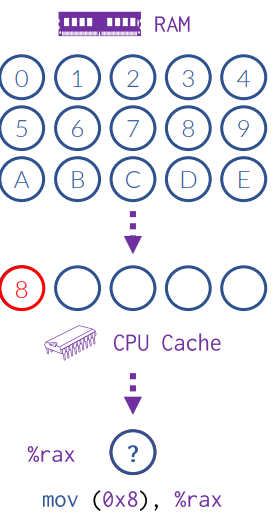 RAM
0 1 2 3 4
5 6 7 8 9
A B C D E
8
CPU Cache
%rax ?
mov (0x8), %rax